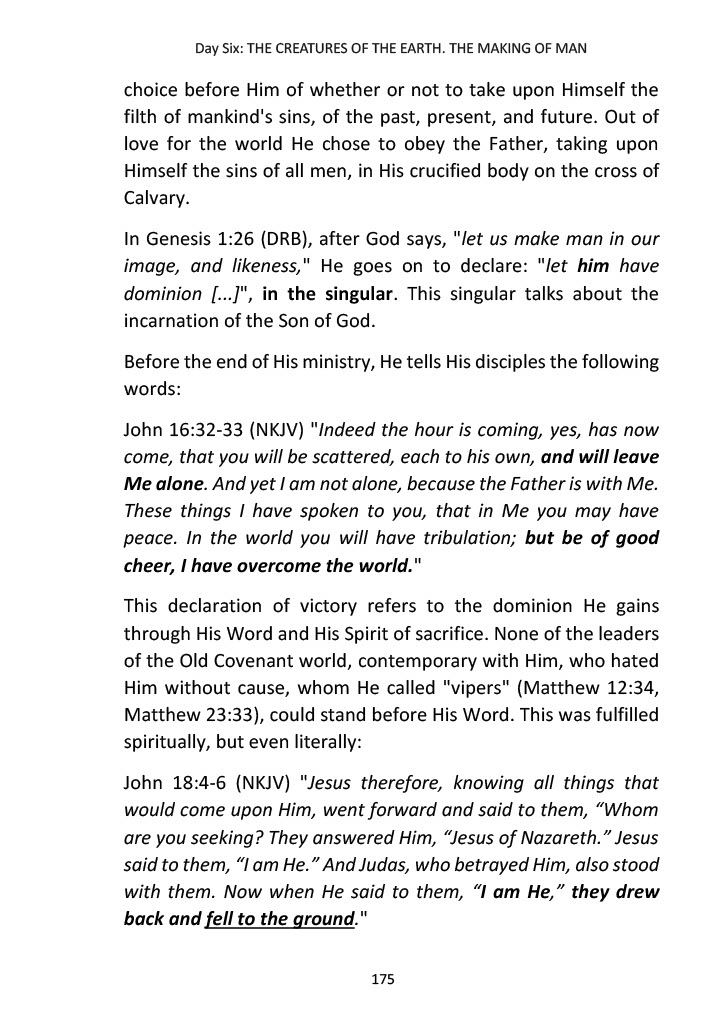 Day Six: THE CREATURES OF THE EARTH. THE MAKING OF MAN
choice before Him of whether or not to take upon Himself the
filth of mankind's sins, of the past, present, and future. Out of
love for the world He chose to obey the Father, taking upon
Himself the sins of all men, in His crucified body on the cross of
Calvary.
In Genesis 1:26 (DRB), after God says, "let us make man in our
image, and likeness," He goes on to declare: "let him have
dominion [...]", in the singular. This singular talks about the
incarnation of the Son of God.
Before the end of His ministry, He tells His disciples the following
words:
John 16:32-33 (NKJV) "Indeed the hour is coming, yes, has now
come, that you will be scattered, each to his own, and will leave
Me alone. And yet I am not alone, because the Father is with Me.
These things I have spoken to you, that in Me you may have
peace. In the world you will have tribulation; but be of good
cheer, I have overcome the world."
This declaration of victory refers to the dominion He gains
through His Word and His Spirit of sacrifice. None of the leaders
of the Old Covenant world, contemporary with Him, who hated
Him without cause, whom He called "vipers" (Matthew 12:34,
Matthew 23:33), could stand before His Word. This was fulfilled
spiritually, but even literally:
John 18:4-6 (NKJV) "Jesus therefore, knowing all things that
would come upon Him, went forward and said to them, “Whom
are you seeking? They answered Him, “Jesus of Nazareth.” Jesus
said to them, “I am He.” And Judas, who betrayed Him, also stood
with them. Now when He said to them, “I am He,” they drew
back and fell to the ground."
175